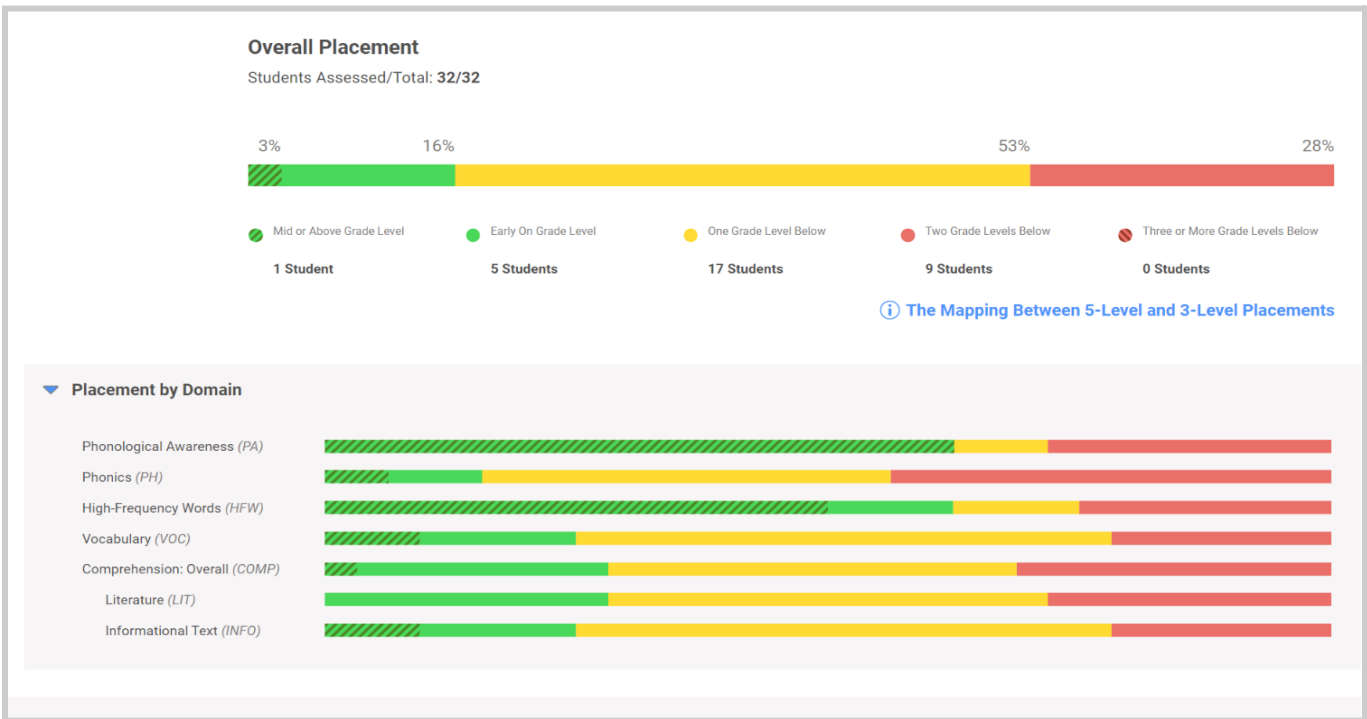 Overall Placement
Students Assessed/Total: 32/32
3% 16% 53% 28%
Mid or Above Grade Level Early On Grade Level One Grade Level Below Two Grade Levels Below Three or More Grade Levels Below
1 Student 5 Students 17 Students 9 Students 0 Students
The Mapping Between 5-Level and 3-Level Placements
Placement by Domain
Phonological Awareness (PA)
Phonics (PH)
High-Frequency Words (HFW)
Vocabulary (VOC)
Comprehension: Overall (COMP)
Literature (LIT)
Informational Text (INFO)